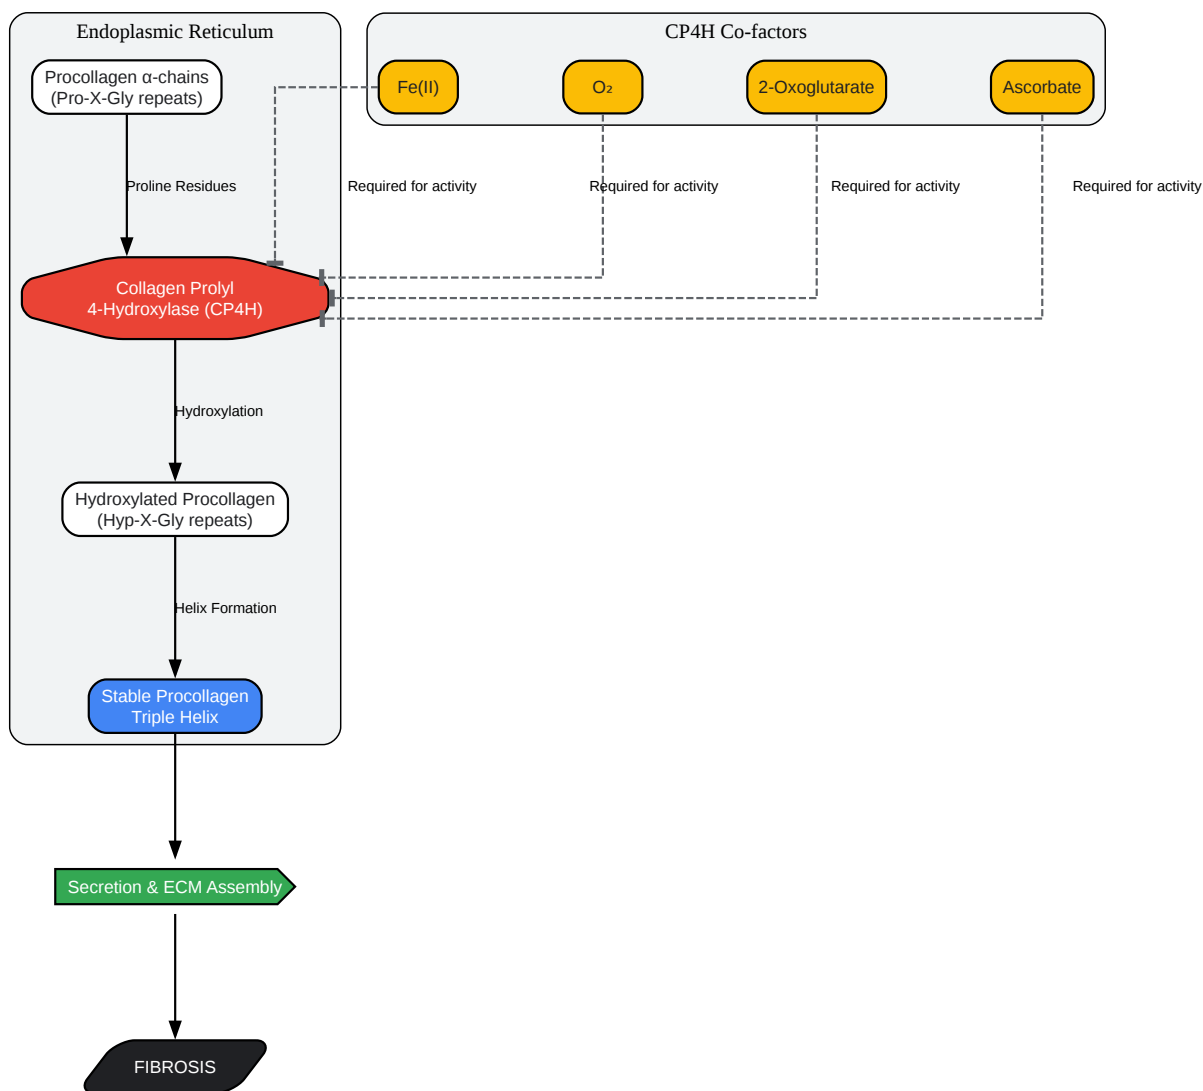 Endoplasmic Reticulum
CP4H Co-factors
Procollagen α-chains
(Pro-X-Gly repeats)
Fe(II)
O₂
2-Oxoglutarate
Ascorbate
Proline Residues
Required for activity
Required for activity
Required for activity
Required for activity
Collagen Prolyl
4-Hydroxylase (CP4H)
Hydroxylation
Hydroxylated Procollagen
(Hyp-X-Gly repeats)
Helix Formation
Stable Procollagen
Triple Helix
Secretion & ECM Assembly
FIBROSIS